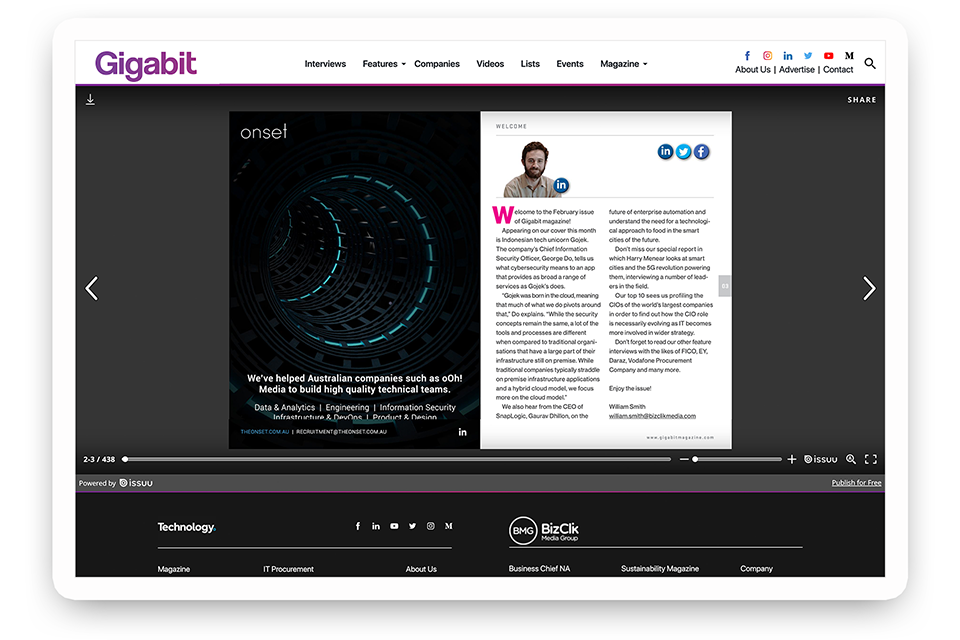 Gigabit
Interviews Features Companies Videos Lists Events Magazine
About Us | Advertise | Contact
SHARE
onset
We've helped Australian companies such as oOh!
Media to build high quality technical teams.
Data & Analytics | Engineering | Information Security
Infrastructure & DevOps | Product & Design
THEONSET.COM.AU | RECRUITMENT@THEONSET.COM.AU
in
WELCOME
in
in
Welcome to the February issue
of Gigabit magazine!
Appearing on our cover this month
is Indonesian tech unicorn Gojek.
The company's Chief Information
Security Officer, George Do, tells us
what cybersecurity means to an app
that provides as broad a range of
services as Gojek's does.
"Gojek was born in the cloud, meaning
that much of what we do pivots around
that," Do explains. "While the security
concepts remain the same, a lot of the
tools and processes are different
when compared to traditional organi-
sations that have a large part of their
infrastructure still on premise. While
traditional companies typically straddle
on premise infrastructure applications
and a hybrid cloud model, we focus
more on the cloud model."
We also hear from the CEO of
SnapLogic, Gaurav Dhillon, on the
future of enterprise automation and
understand the need for a technologi-
cal approach to food in the smart
cities of the future.
Don't miss our special report in
which Harry Menear looks at smart
cities and the 5G revolution powering
them, interviewing a number of lead-
ers in the field.
Our top 10 sees us profiling the
CIOs of the world's largest companies
in order to find out how the CIO role
is necessarily evolving as IT becomes
more involved in wider strategy.
Don't forget to read our other feature
interviews with the likes of FICO, EY,
Daraz, Vodafone Procurement
Company and many more.
Enjoy the issue!
William Smith
william.smith@bizclikmedia.com
03
www.gigabitmagazine.com
2-3 / 438
issuu
Powered by issuu
Publish for Free
Technology.
BMG BizClik
Media Group
Magazine IT Procurement About Us
Business Chief NA Sustainability Magazine Company